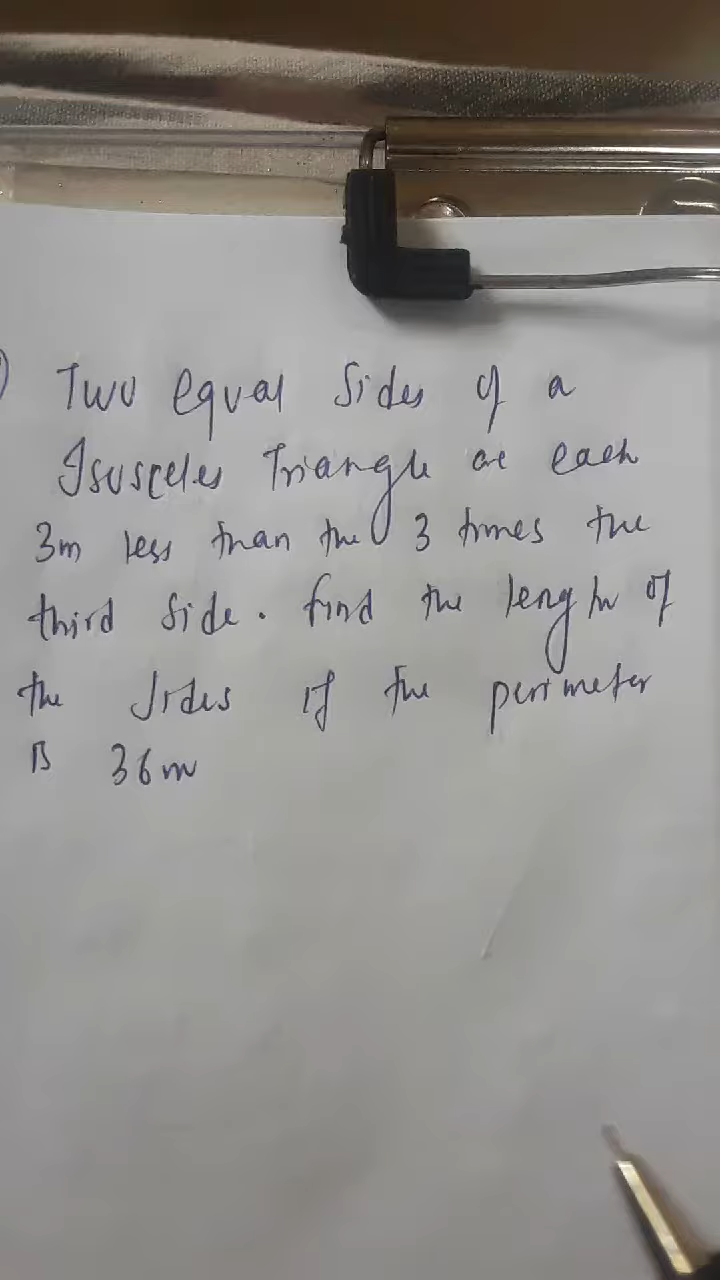 ) Two equal sides of a
Isusceles Triangle are each
3m less than the 3 times the
third side. find the length of
the sides if the perimeter
is 36m